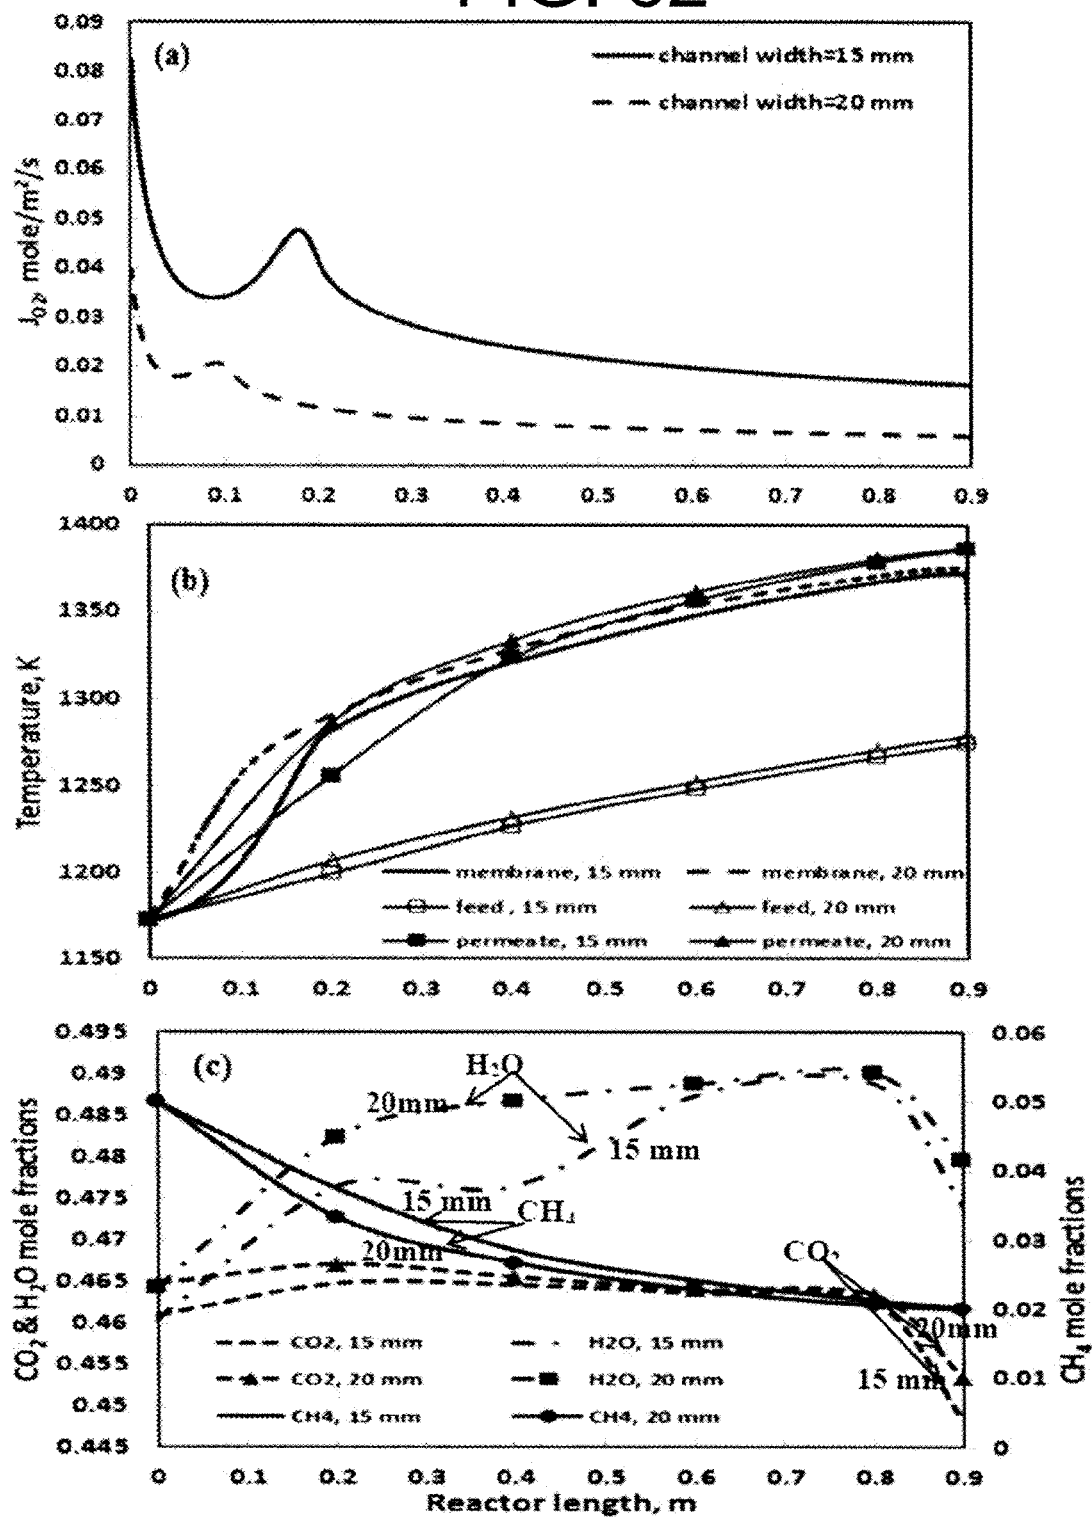 0.09
(a)
channel width=15 mm
channel width=20 mm
0.08
0.07
0.06
0.05
0.04
0.03
0.02
0.01
0
J_O2, mole/m²/s
0 0.1 0.2 0.3 0.4 0.5 0.6 0.7 0.8 0.9
1400
(b)
1350
1300
1250
1200
1150
Temperature, K
membrane, 15 mm
membrane, 20 mm
feed , 15 mm
feed, 20 mm
permeate, 15 mm
permeate, 20 mm
0 0.1 0.2 0.3 0.4 0.5 0.6 0.7 0.8 0.9
0.495
0.49
0.485
0.48
0.475
0.47
0.465
0.46
0.455
0.45
0.445
CO₂ & H₂O mole fractions
(c)
H₂O
20mm
15 mm
15 mm
CH₄
20mm
CO₂
20mm
15 mm
CO2, 15 mm
H2O, 15 mm
CO2, 20 mm
H2O, 20 mm
CH4, 15 mm
CH4, 20 mm
0.06
0.05
0.04
0.03
0.02
0.01
0
CH₄ mole fractions
0 0.1 0.2 0.3 0.4 0.5 0.6 0.7 0.8 0.9
Reactor length, m